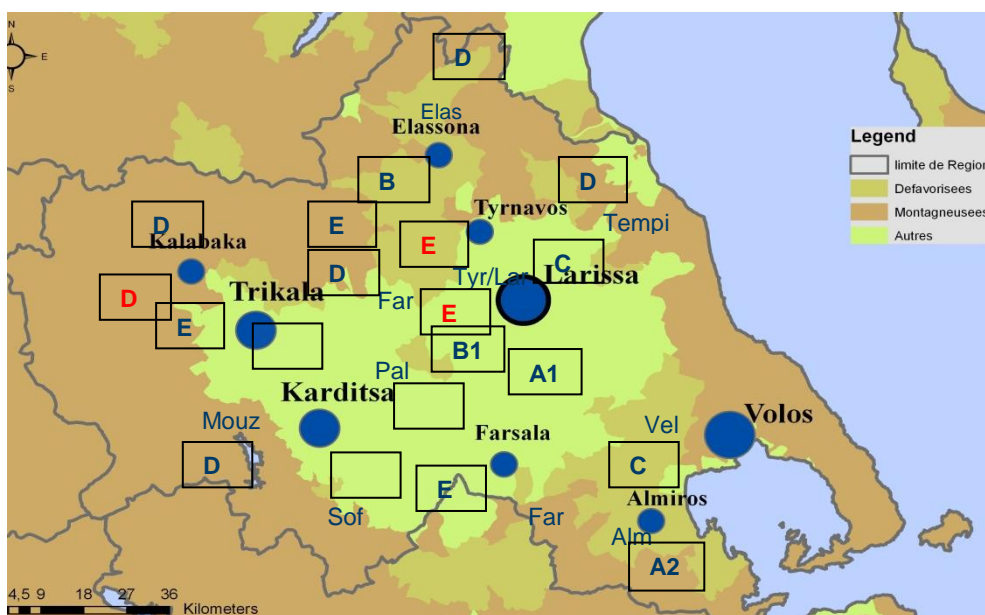 N
E
S
D
Elas
Elassona
B
D
Tyrnavos
Tempi
D
Kalabaka
E
E
C
Larissa
Tyr/Lar
D
Far
D
Trikala
E
E
B1
A1
Pal
Karditsa
Mouz
Vel
Volos
D
Farsala
C
E
Sof
Far
Almiros
Alm
A2
Legend
limite de Region
Defavorisees
Montagneusees
Autres
4,5 9 18 27 36
Kilometers